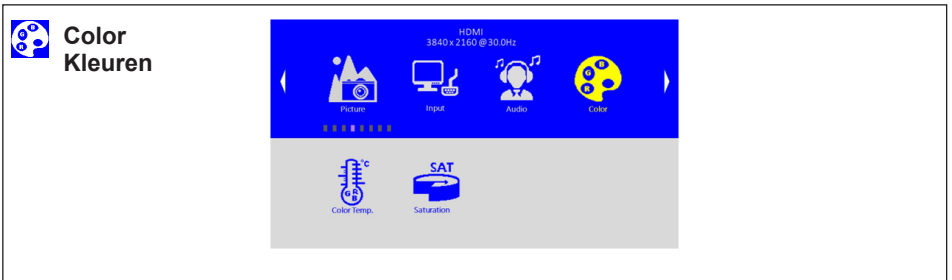 Color
Kleuren
HDMI
3840 x 2160 @30.0Hz
Picture
Input
Audio
Color
°C
G R B
SAT
Color Temp.
Saturation
B
G
R
B
G
R